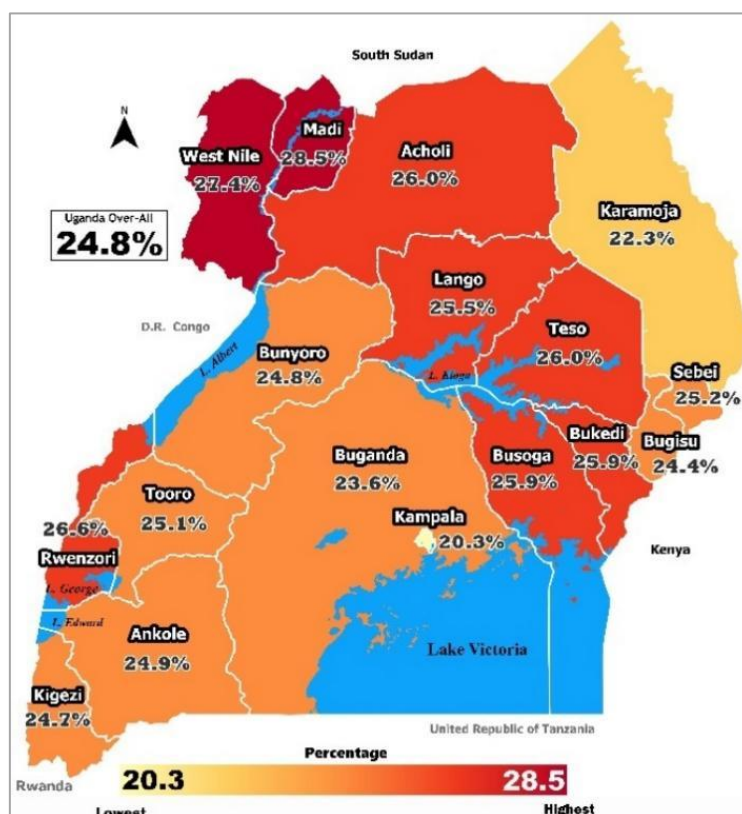 South Sudan
N
Madi
28.5%
West Nile
27.4%
Acholi
26.0%
Karamoja
22.3%
Uganda Over-All
24.8%
Lango
25.5%
D.R. Congo
L. Albert
Bunyoro
24.8%
Teso
26.0%
L. Kioga
Sebei
25.2%
Bukedi
25.9%
Bugisu
24.4%
Buganda
23.6%
Busoga
25.9%
Tooro
25.1%
Kampala
20.3%
26.6%
Rwenzori
Kenya
L. George
L. Edward
Ankole
24.9%
Lake Victoria
Kigezi
24.7%
United Republic of Tanzania
Percentage
20.3
28.5
Rwanda
Lowest
Highest